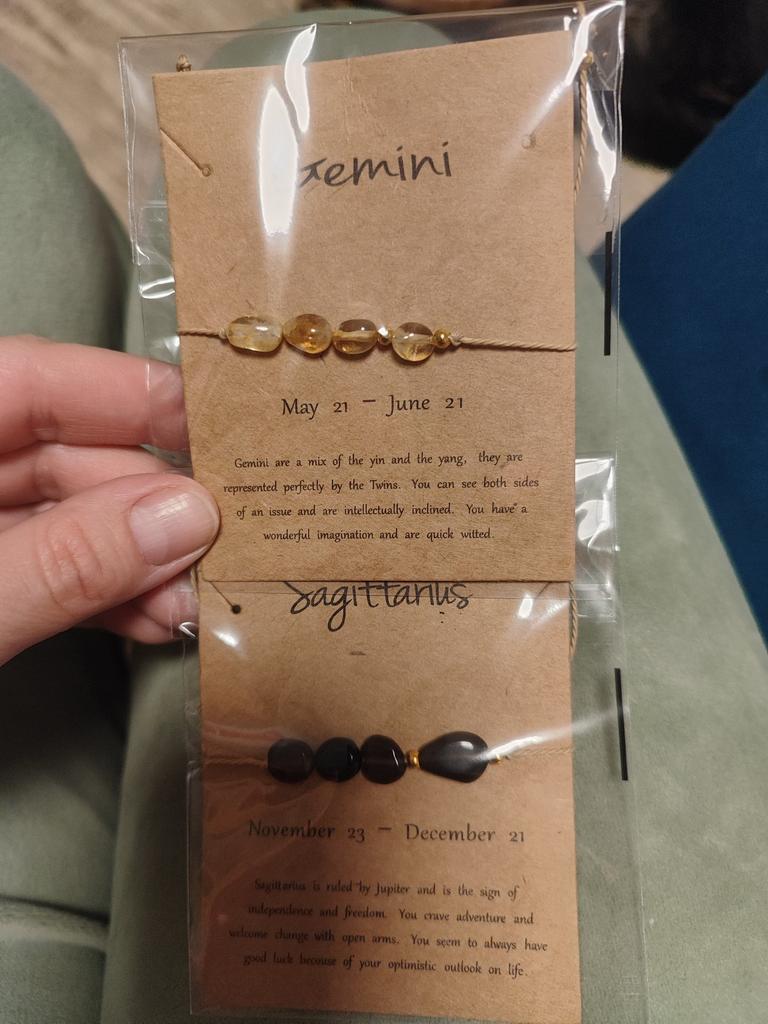 Gemini
May 21 – June 21
Gemini are a mix of the yin and the yang, they are
represented perfectly by the Twins. You can see both sides
of an issue and are intellectually inclined. You have a
wonderful imagination and are quick witted.
Sagittarius
November 23 – December 21
Sagittarius is ruled by Jupiter and is the sign of
independence and freedom. You crave adventure and
welcome change with open arms. You seem to always have
good luck because of your optimistic outlook on life.